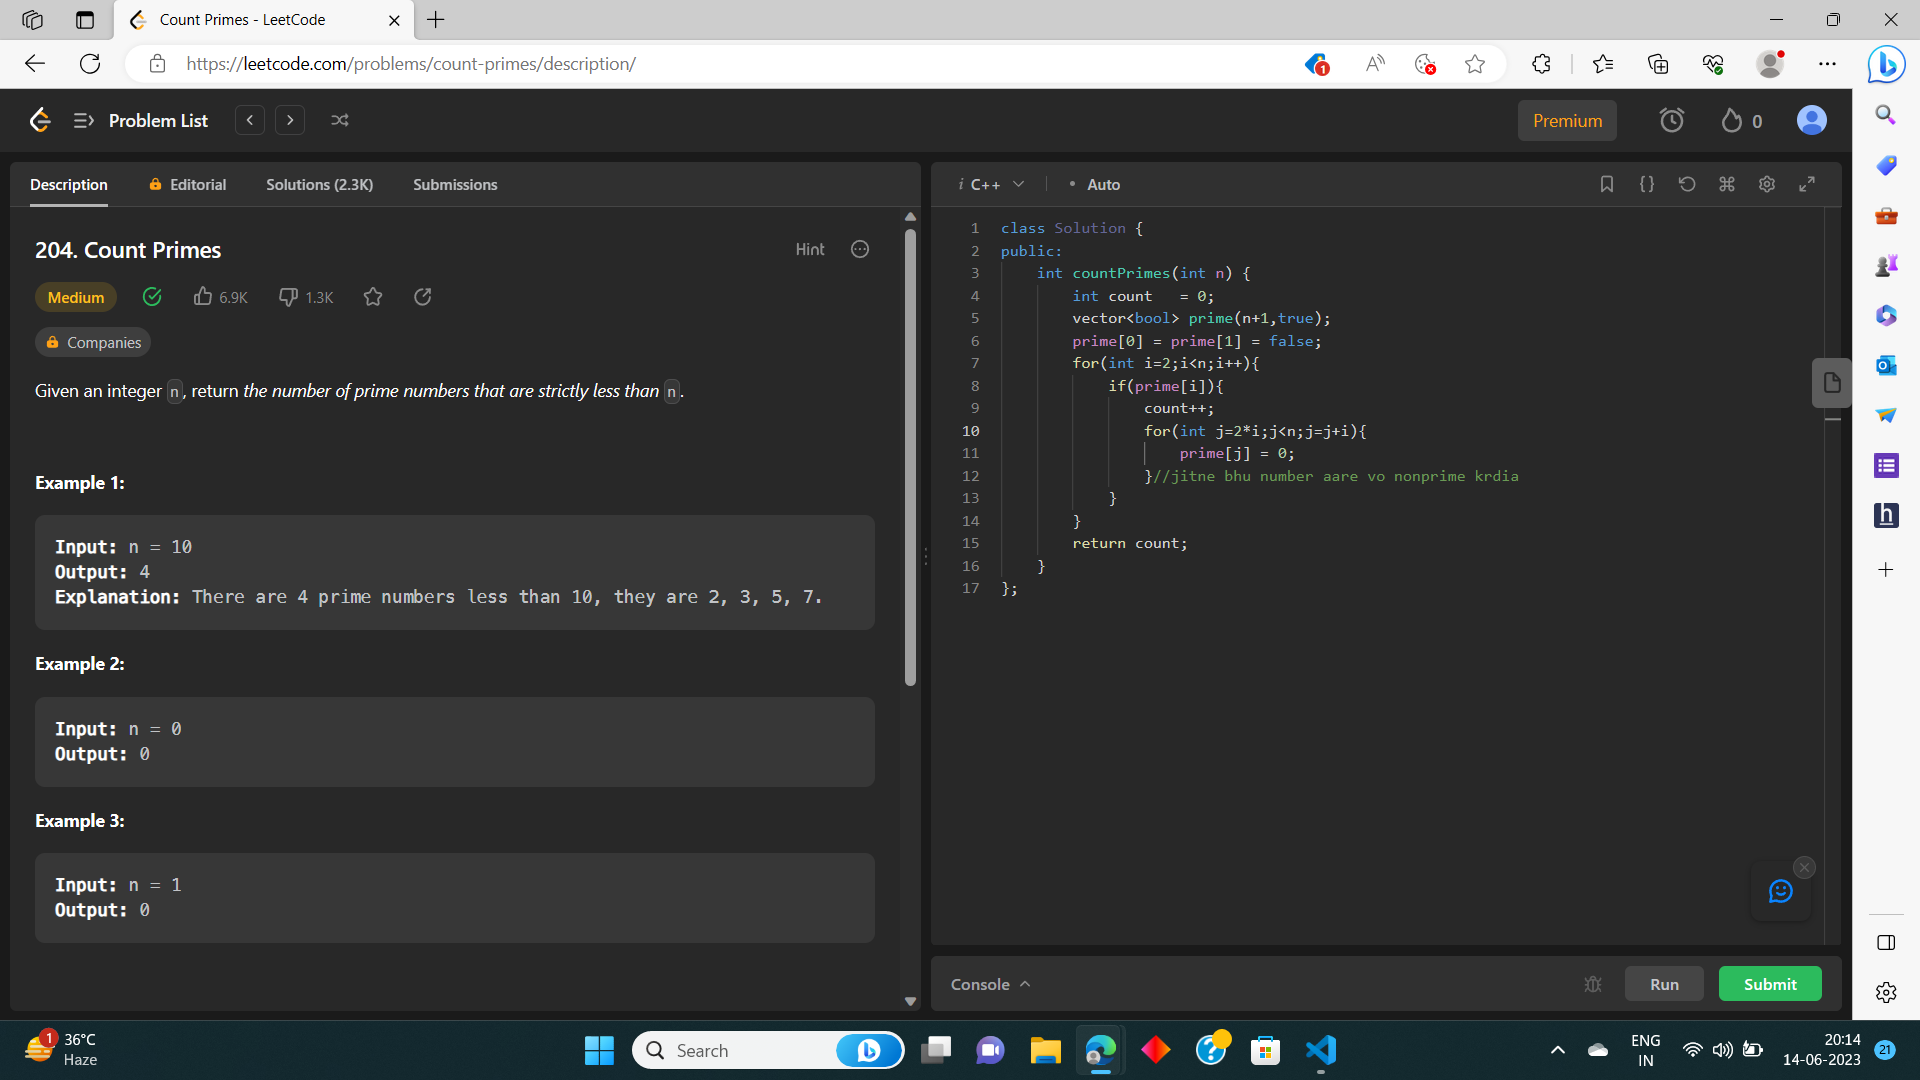 Count Primes - LeetCode
https://leetcode.com/problems/count-primes/description/
1
Problem List
Premium
0
Description
Editorial
Solutions (2.3K)
Submissions
204. Count Primes
Hint
Medium
6.9K
1.3K
Companies
Given an integer n, return the number of prime numbers that are strictly less than n.
Example 1:
Input: n = 10
Output: 4
Explanation: There are 4 prime numbers less than 10, they are 2, 3, 5, 7.
Example 2:
Input: n = 0
Output: 0
Example 3:
Input: n = 1
Output: 0
i C++
• Auto
1 class Solution {
2 public:
3 int countPrimes(int n) {
4 int count   = 0;
5 vector<bool> prime(n+1,true);
6 prime[0] = prime[1] = false;
7 for(int i=2;i<n;i++){
8 if(prime[i]){
9 count++;
10 for(int j=2*i;j<n;j=j+i){
11 prime[j] = 0;
12 }//jitne bhu number aare vo nonprime krdia
13 }
14 }
15 return count;
16 }
17 };
Console
Run
Submit
1
36°C
Haze
Search
ENG
IN
20:14
14-06-2023
21